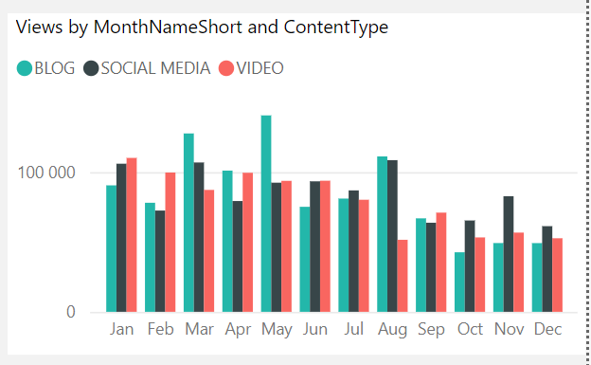 Views by MonthNameShort and ContentType
BLOG SOCIAL MEDIA VIDEO
100 000
0
Jan Feb Mar Apr May Jun Jul Aug Sep Oct Nov Dec